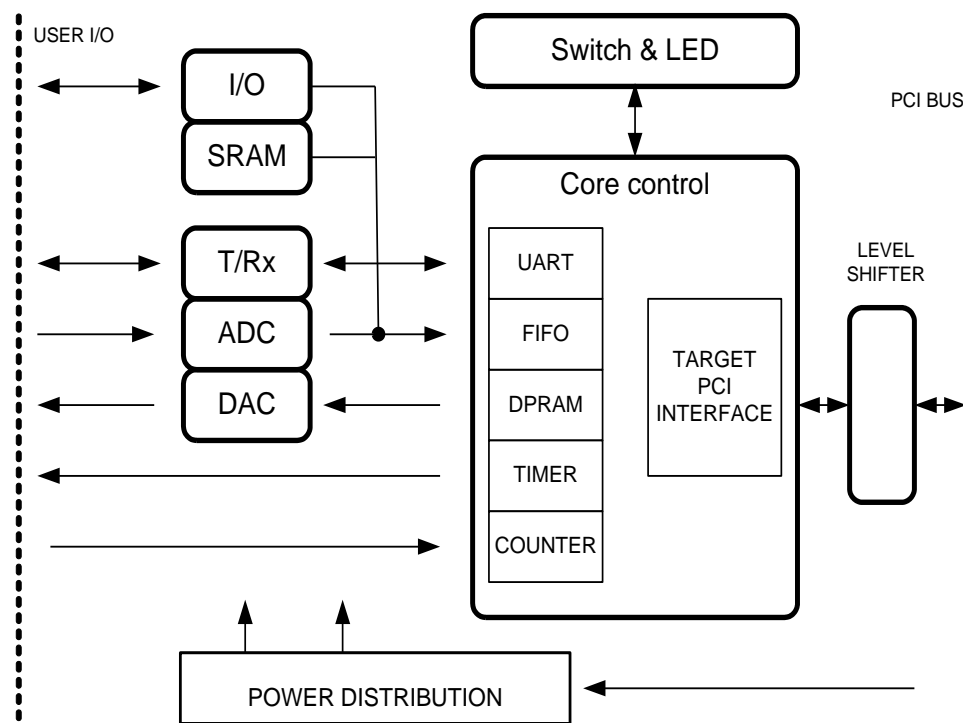 USER I/O
Switch & LED
I/O
PCI BUS
SRAM
Core control
T/Rx
UART
LEVEL
SHIFTER
ADC
FIFO
TARGET
PCI
INTERFACE
DAC
DPRAM
TIMER
COUNTER
POWER DISTRIBUTION